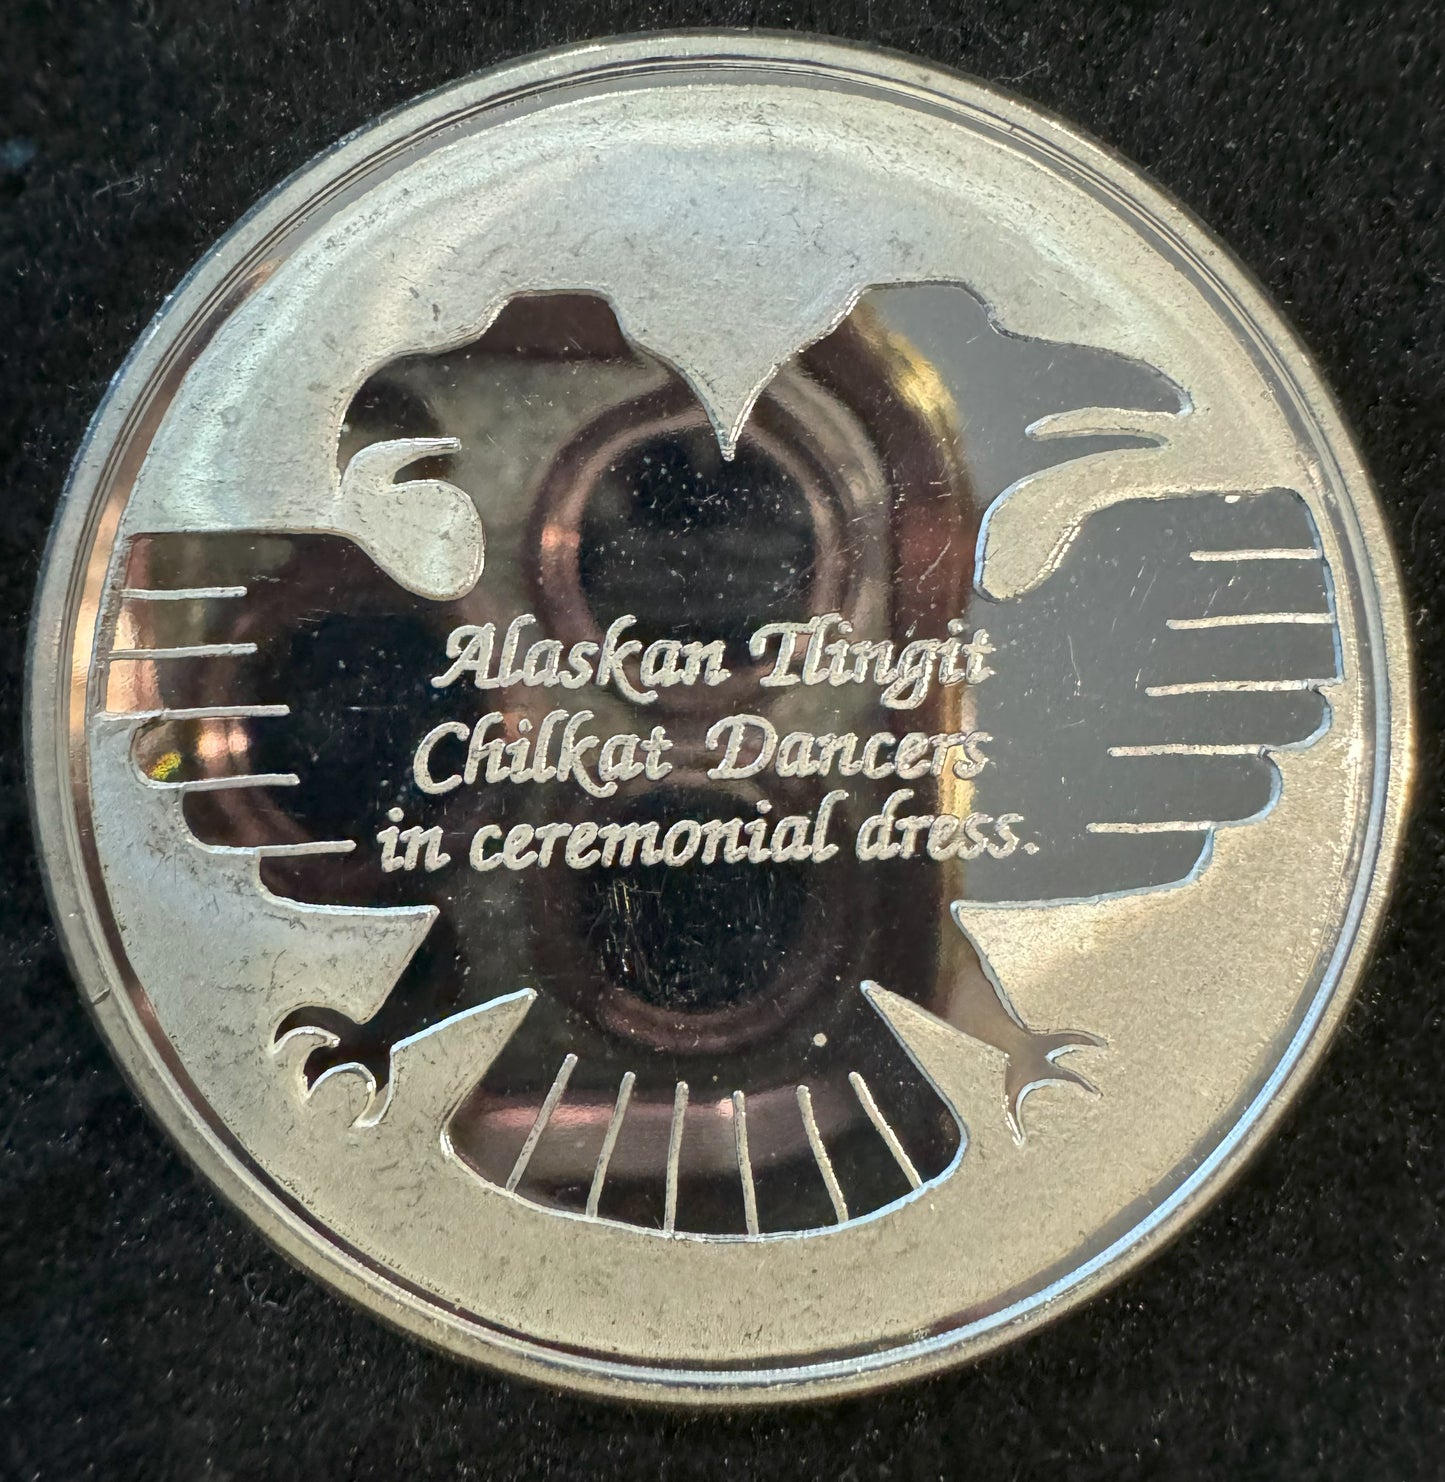 Alaskan Tlingit
Chilkat Dancers
in ceremonial dress.